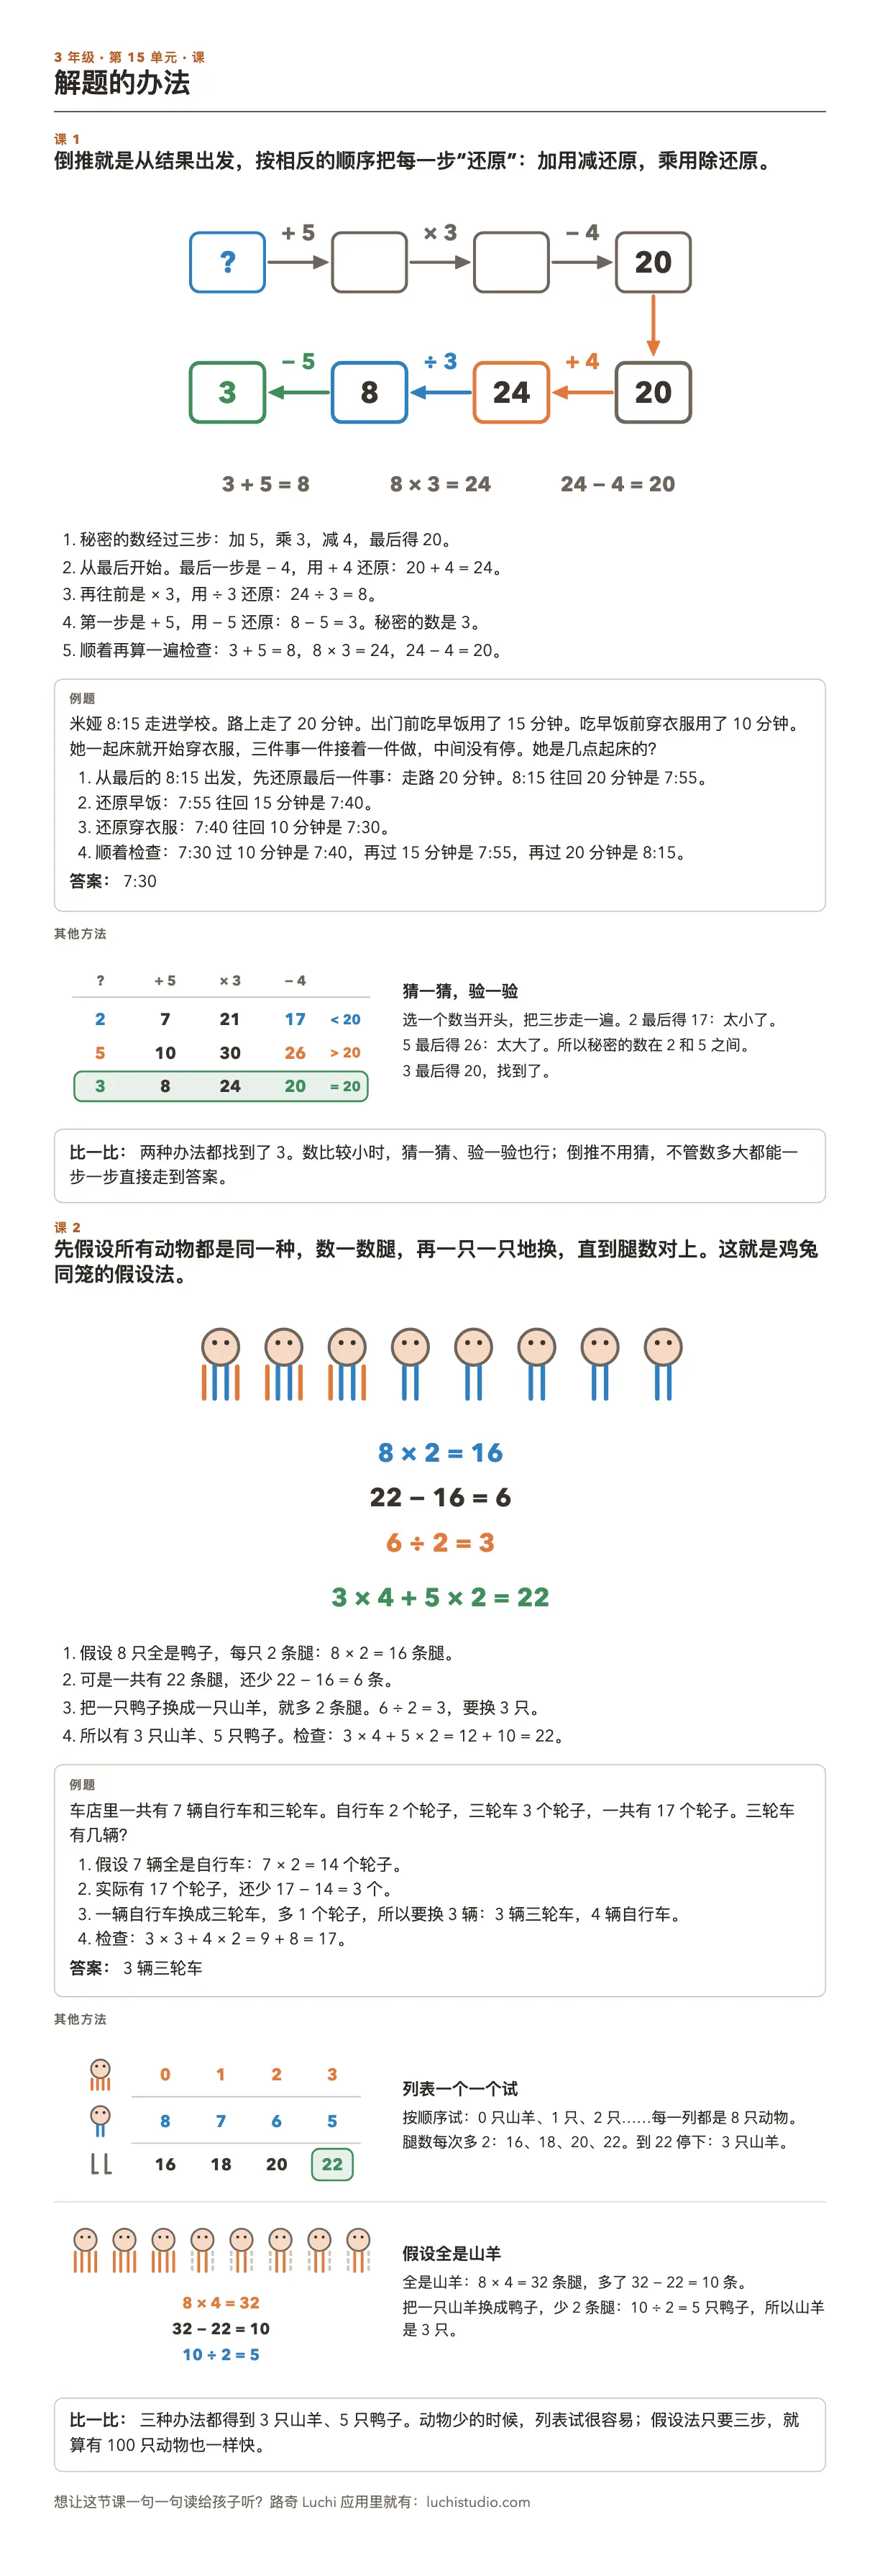 3 年级 · 第 15 单元 · 课
解题的办法
课 1
倒推就是从结果出发，按相反的顺序把每一步“还原”：加用减还原，乘用除还原。
+ 5 × 3 − 4
? 20
− 5 ÷ 3 + 4
3 8 24 20
3 + 5 = 8 8 × 3 = 24 24 − 4 = 20
1. 秘密的数经过三步：加 5，乘 3，减 4，最后得 20。
2. 从最后开始。最后一步是 − 4，用 + 4 还原：20 + 4 = 24。
3. 再往前是 × 3，用 ÷ 3 还原：24 ÷ 3 = 8。
4. 第一步是 + 5，用 − 5 还原：8 − 5 = 3。秘密的数是 3。
5. 顺着再算一遍检查：3 + 5 = 8，8 × 3 = 24，24 − 4 = 20。
例题
米娅 8:15 走进学校。路上走了 20 分钟。出门前吃早饭用了 15 分钟。吃早饭前穿衣服用了 10 分钟。
她一起床就开始穿衣服，三件事一件接着一件做，中间没有停。她是几点起床的？
1. 从最后的 8:15 出发，先还原最后一件事：走路 20 分钟。8:15 往回 20 分钟是 7:55。
2. 还原早饭：7:55 往回 15 分钟是 7:40。
3. 还原穿衣服：7:40 往回 10 分钟是 7:30。
4. 顺着检查：7:30 过 10 分钟是 7:40，再过 15 分钟是 7:55，再过 20 分钟是 8:15。
答案： 7:30
其他方法
? + 5 × 3 − 4
2 7 21 17 < 20
5 10 30 26 > 20
3 8 24 20 = 20
猜一猜，验一验
选一个数当开头，把三步走一遍。2 最后得 17：太小了。
5 最后得 26：太大了。所以秘密的数在 2 和 5 之间。
3 最后得 20，找到了。
比一比： 两种办法都找到了 3。数比较小时，猜一猜、验一验也行；倒推不用猜，不管数多大都能一
步一步直接走到答案。
课 2
先假设所有动物都是同一种，数一数腿，再一只一只地换，直到腿数对上。这就是鸡兔
同笼的假设法。
8 × 2 = 16
22 − 16 = 6
6 ÷ 2 = 3
3 × 4 + 5 × 2 = 22
1. 假设 8 只全是鸭子，每只 2 条腿：8 × 2 = 16 条腿。
2. 可是一共有 22 条腿，还少 22 − 16 = 6 条。
3. 把一只鸭子换成一只山羊，就多 2 条腿。6 ÷ 2 = 3，要换 3 只。
4. 所以有 3 只山羊、5 只鸭子。检查：3 × 4 + 5 × 2 = 12 + 10 = 22。
例题
车店里一共有 7 辆自行车和三轮车。自行车 2 个轮子，三轮车 3 个轮子，一共有 17 个轮子。三轮车
有几辆？
1. 假设 7 辆全是自行车：7 × 2 = 14 个轮子。
2. 实际有 17 个轮子，还少 17 − 14 = 3 个。
3. 一辆自行车换成三轮车，多 1 个轮子，所以要换 3 辆：3 辆三轮车，4 辆自行车。
4. 检查：3 × 3 + 4 × 2 = 9 + 8 = 17。
答案： 3 辆三轮车
其他方法
0 1 2 3
8 7 6 5
16 18 20 22
列表一个一个试
按顺序试：0 只山羊、1 只、2 只……每一列都是 8 只动物。
腿数每次多 2：16、18、20、22。到 22 停下：3 只山羊。
8 × 4 = 32
32 − 22 = 10
10 ÷ 2 = 5
假设全是山羊
全是山羊：8 × 4 = 32 条腿，多了 32 − 22 = 10 条。
把一只山羊换成鸭子，少 2 条腿：10 ÷ 2 = 5 只鸭子，所以山羊
是 3 只。
比一比： 三种办法都得到 3 只山羊、5 只鸭子。动物少的时候，列表试很容易；假设法只要三步，就
算有 100 只动物也一样快。
想让这节课一句一句读给孩子听？路奇 Luchi 应用里就有：luchistudio.com